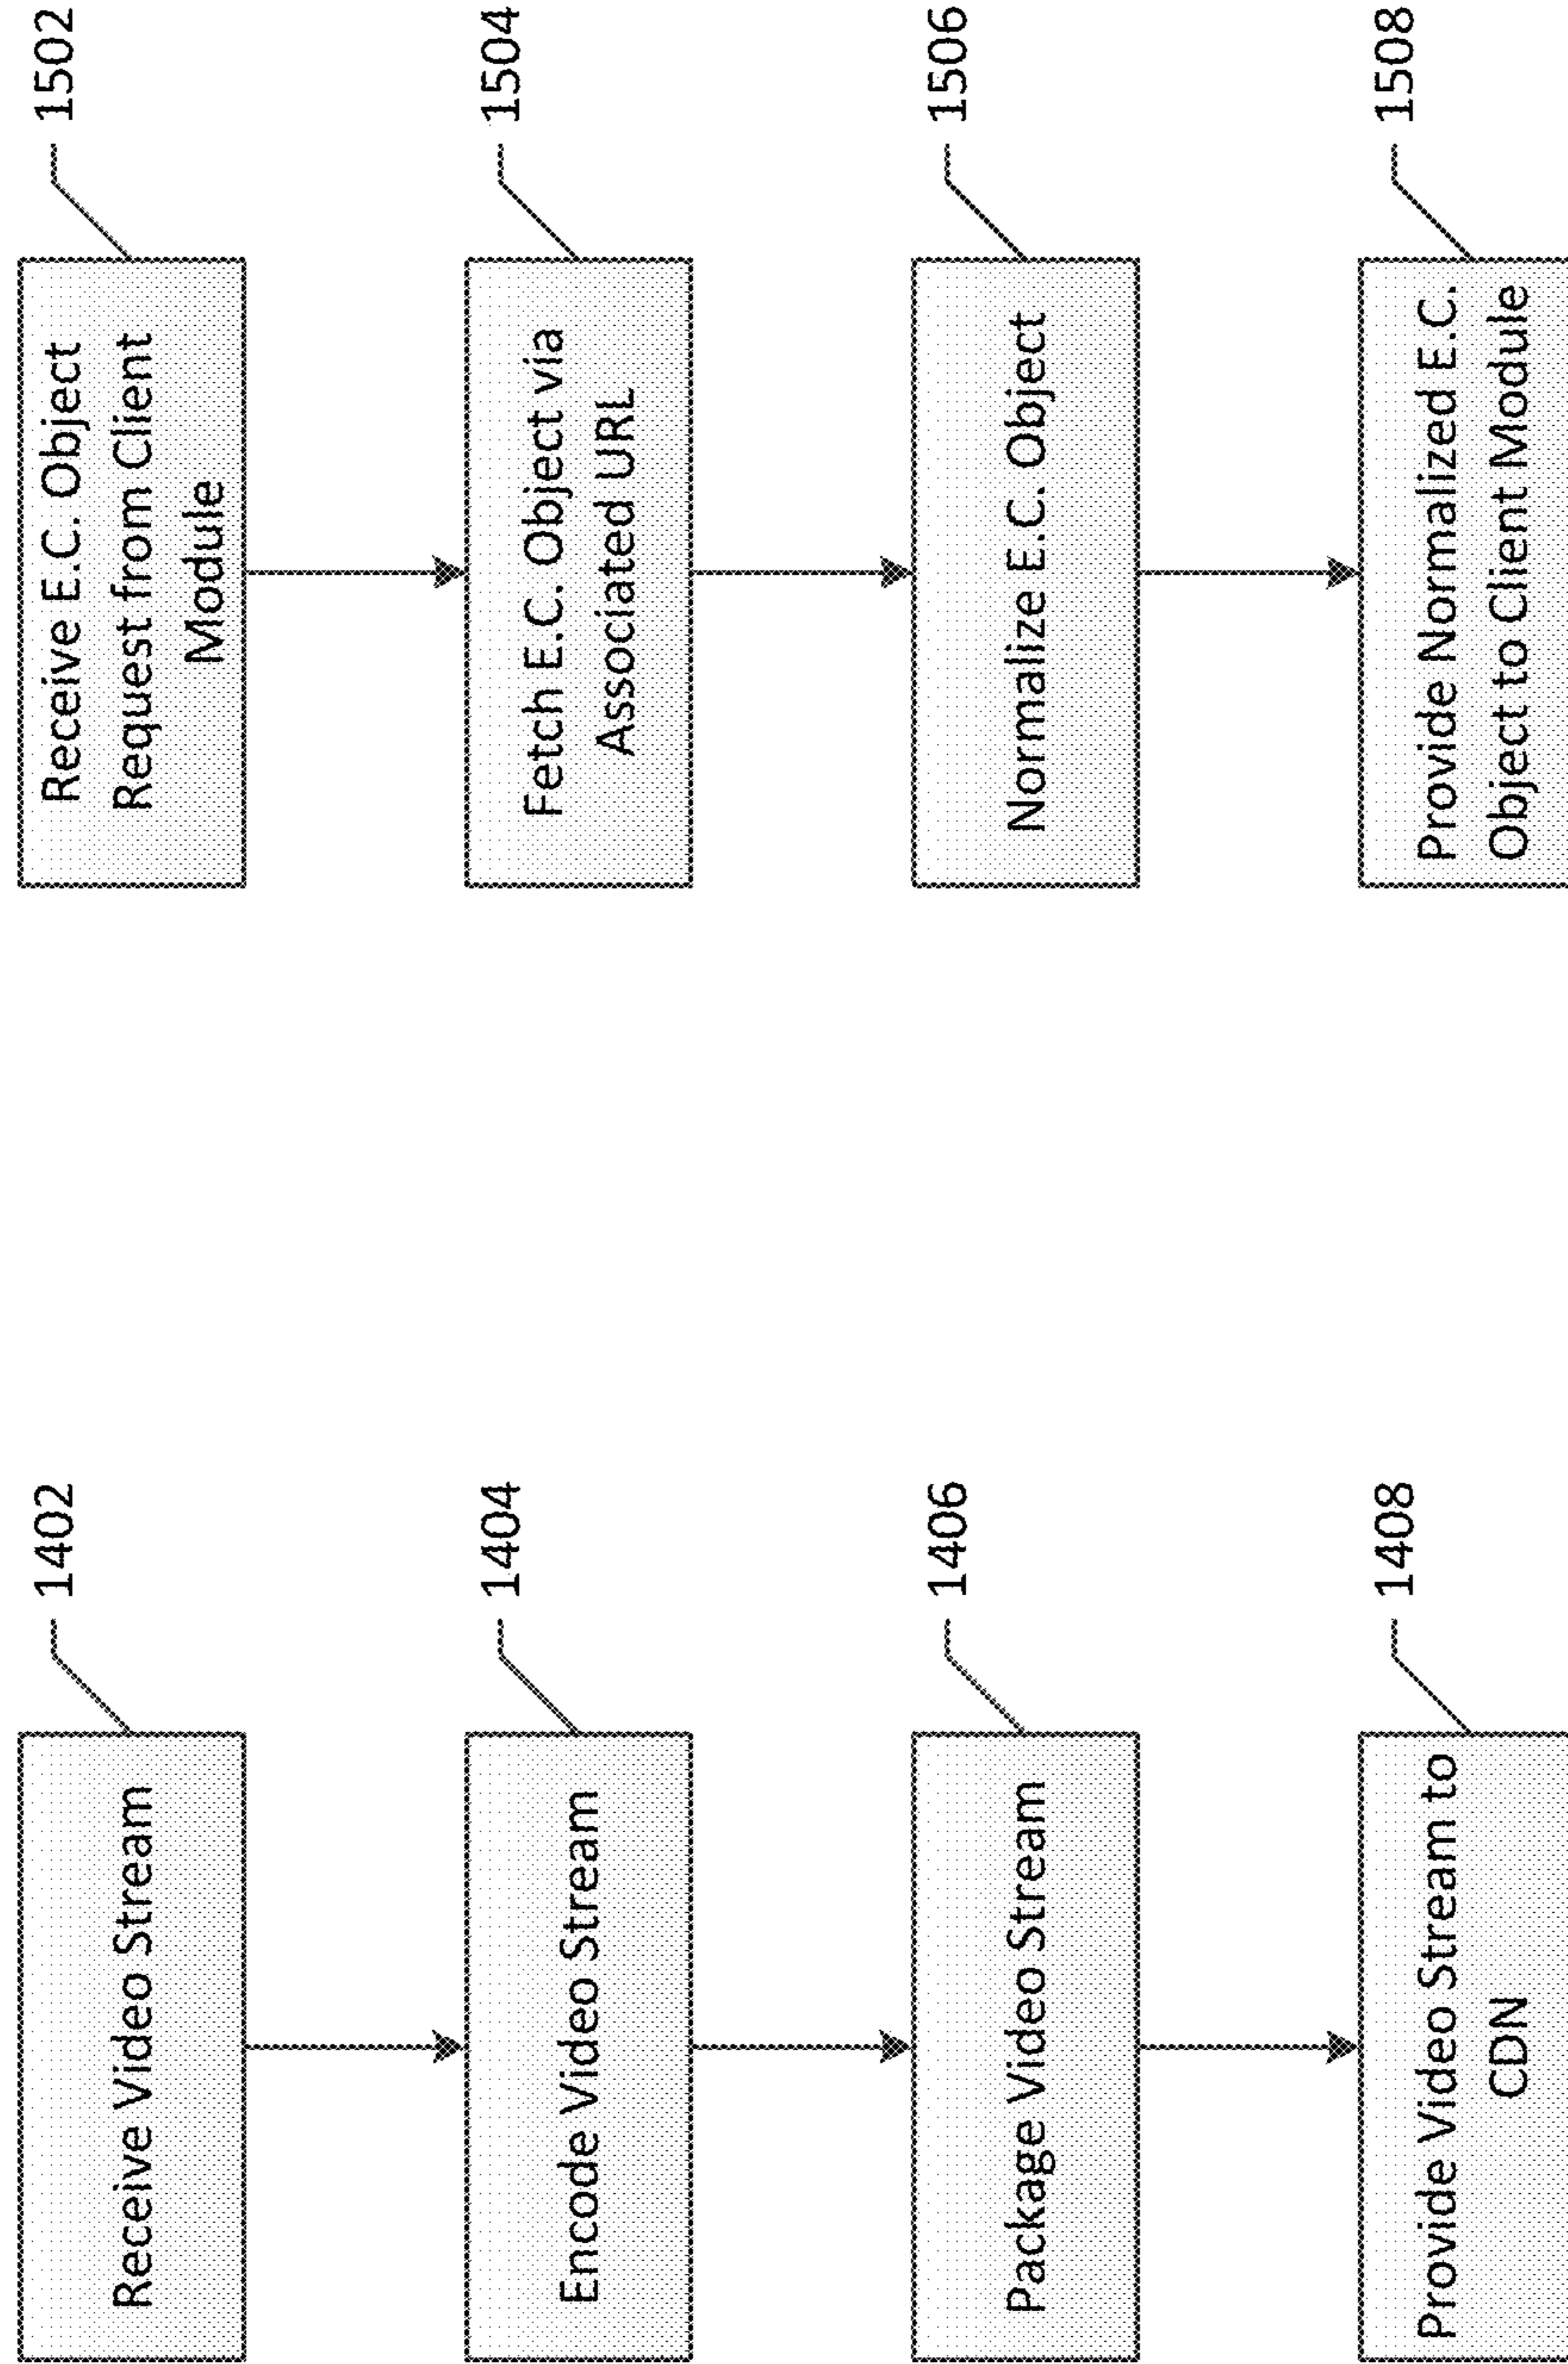 Receive Video Stream
1402
Encode Video Stream
1404
Package Video Stream
1406
Provide Video Stream to
CDN
1408
Receive E.C. Object
Request from Client
Module
1502
Fetch E.C. Object via
Associated URL
1504
Normalize E.C. Object
1506
Provide Normalized E.C.
Object to Client Module
1508